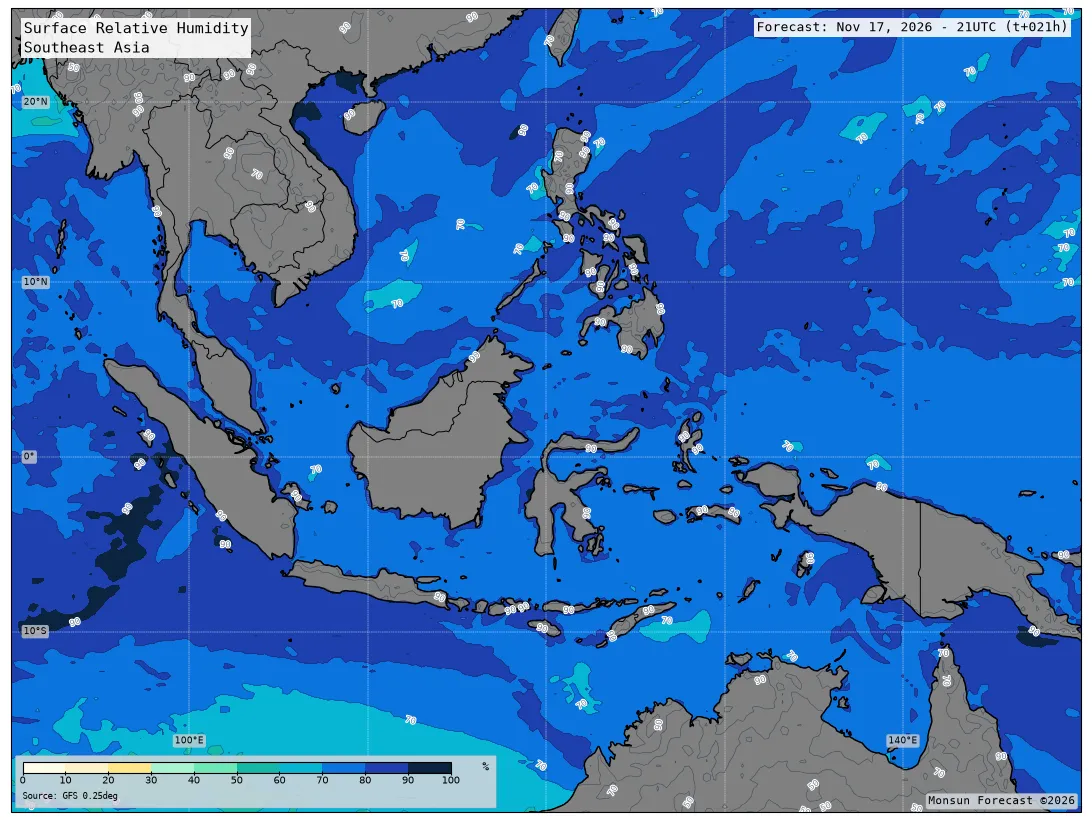 Surface Relative Humidity
Southeast Asia
Forecast: Nov 17, 2026 - 21UTC (t+021h)
20°N
10°N
0°
10°S
100°E
140°E
0 10 20 30 40 50 60 70 80 90 100 %
Source: GFS 0.25deg
Monsun Forecast ©2026